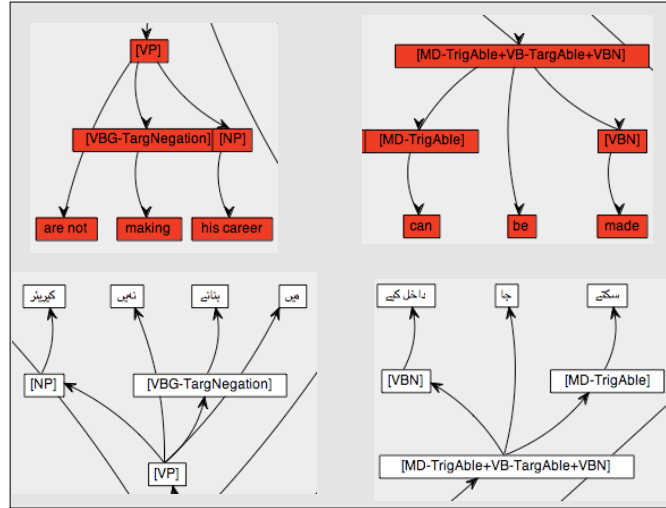 [VP]
[VBG-TargNegation] [NP]
are not making his career
[MD-TrigAble+VB-TargAble+VBN]
[MD-TrigAble] [VBN]
can be made
کیریئر نہیں بنانے میں
[NP] [VBG-TargNegation]
[VP]
داخل کیے جا سکتے
[VBN] [MD-TrigAble]
[MD-TrigAble+VB-TargAble+VBN]